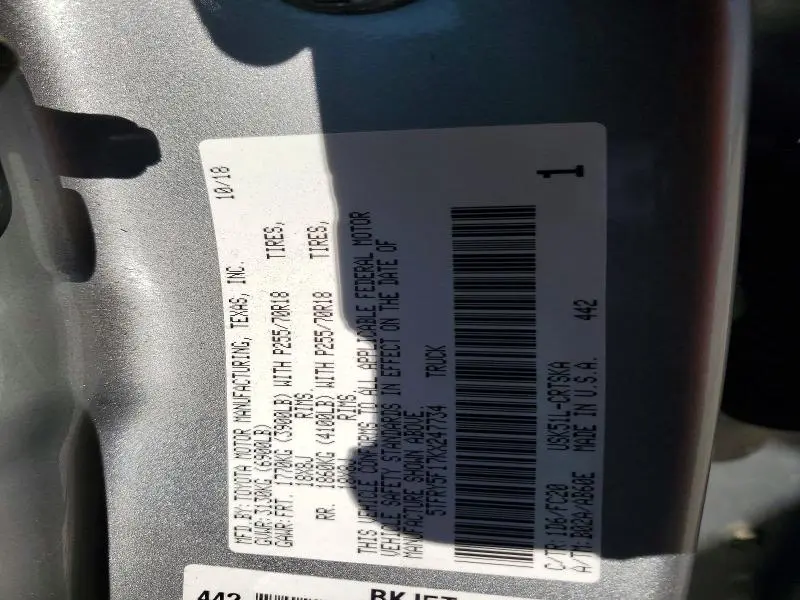 MFD.BY: TOYOTA MOTOR MANUFACTURING, TEXAS, INC. 10/18
GVWR: 3130KG (6900LB)
GAWR: FRT. 1770KG (3900LB) WITH P255/70R18 TIRES,
18X8J RIMS,
RR. 1860KG (4100LB) WITH P255/70R18 TIRES,
RIMS,
THIS VEHICLE CONFORMS TO ALL APPLICABLE FEDERAL MOTOR
VEHICLE SAFETY STANDARDS IN EFFECT ON THE DATE OF
MANUFACTURE SHOWN ABOVE.
5TFRY5F17KX247734 TRUCK
C/TR: 1D6/FC20 USK51L-CRTSKA 442 1
A/TM: B02A/AB60E MADE IN U.S.A.
442